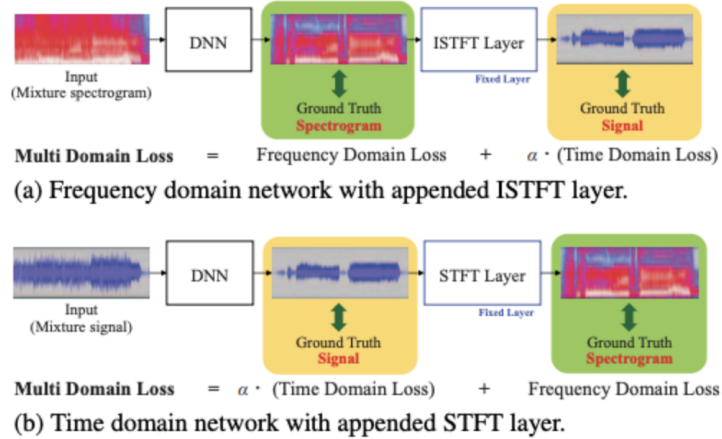 DNN
ISTFT Layer
Input
(Mixture spectrogram)
Fixed Layer
Ground Truth
Spectrogram
Ground Truth
Signal
Multi Domain Loss = Frequency Domain Loss + α · (Time Domain Loss)
(a) Frequency domain network with appended ISTFT layer.
DNN
STFT Layer
Input
(Mixture signal)
Fixed Layer
Ground Truth
Signal
Ground Truth
Spectrogram
Multi Domain Loss = α · (Time Domain Loss) + Frequency Domain Loss
(b) Time domain network with appended STFT layer.